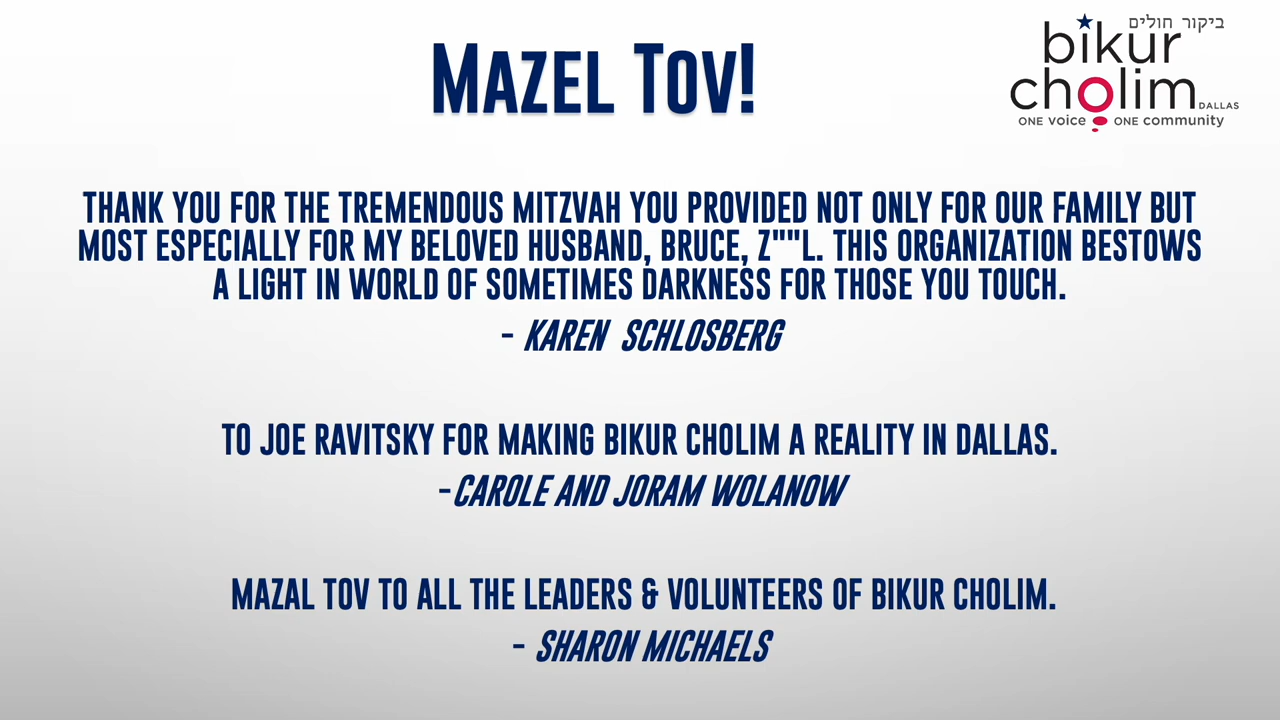 MAZEL TOV!
ביקור חולים
bikur
cholim
DALLAS
ONE voice ONE community
THANK YOU FOR THE TREMENDOUS MITZVAH YOU PROVIDED NOT ONLY FOR OUR FAMILY BUT
MOST ESPECIALLY FOR MY BELOVED HUSBAND, BRUCE, Z""L. THIS ORGANIZATION BESTOWS
A LIGHT IN WORLD OF SOMETIMES DARKNESS FOR THOSE YOU TOUCH.
- KAREN SCHLOSBERG
TO JOE RAVITSKY FOR MAKING BIKUR CHOLIM A REALITY IN DALLAS.
-CAROLE AND JORAM WOLANOW
MAZAL TOV TO ALL THE LEADERS & VOLUNTEERS OF BIKUR CHOLIM.
- SHARON MICHAELS